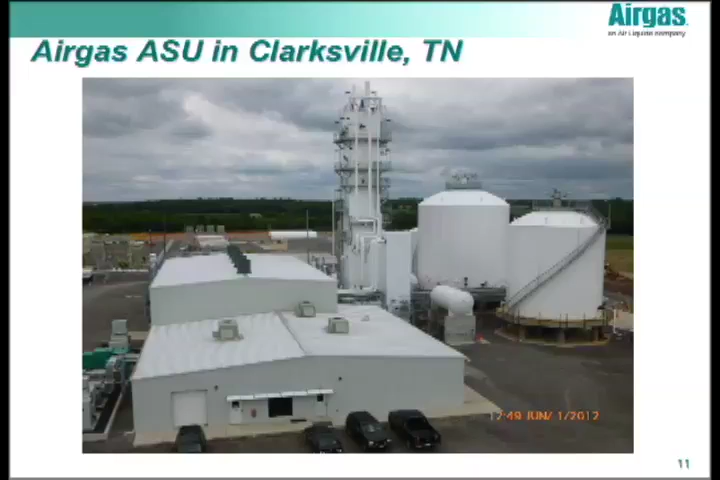 Airgas
an Air Liquide company
Airgas ASU in Clarksville, TN
12:49 JUN/ 1/2012
11